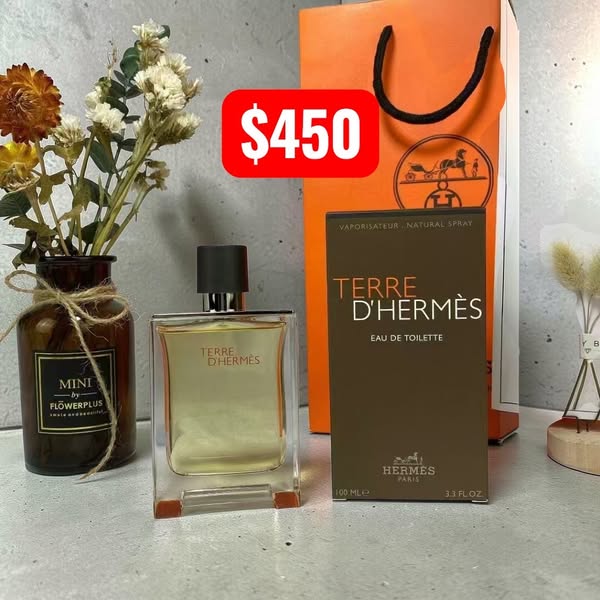 $450
VAPORISATEUR . NATURAL SPRAY
TERRE
D'HERMÈS
EAU DE TOILETTE
HERMÈS
PARIS
100 ML℮ 3.3 FL.OZ.
TERRE
D'HERMÈS
MINI
by
FLOWERPLUS
H